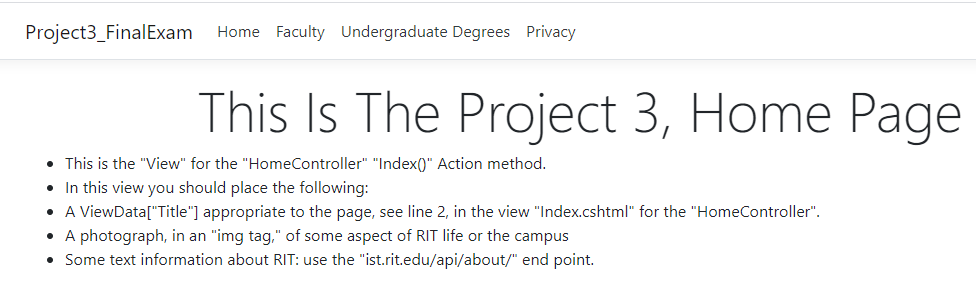 Project3_FinalExam Home Faculty Undergraduate Degrees Privacy
This Is The Project 3, Home Page
• This is the "View" for the "HomeController" "Index()" Action method.
• In this view you should place the following:
• A ViewData["Title"] appropriate to the page, see line 2, in the view "Index.cshtml" for the "HomeController".
• A photograph, in an "img tag," of some aspect of RIT life or the campus
• Some text information about RIT: use the "ist.rit.edu/api/about/" end point.